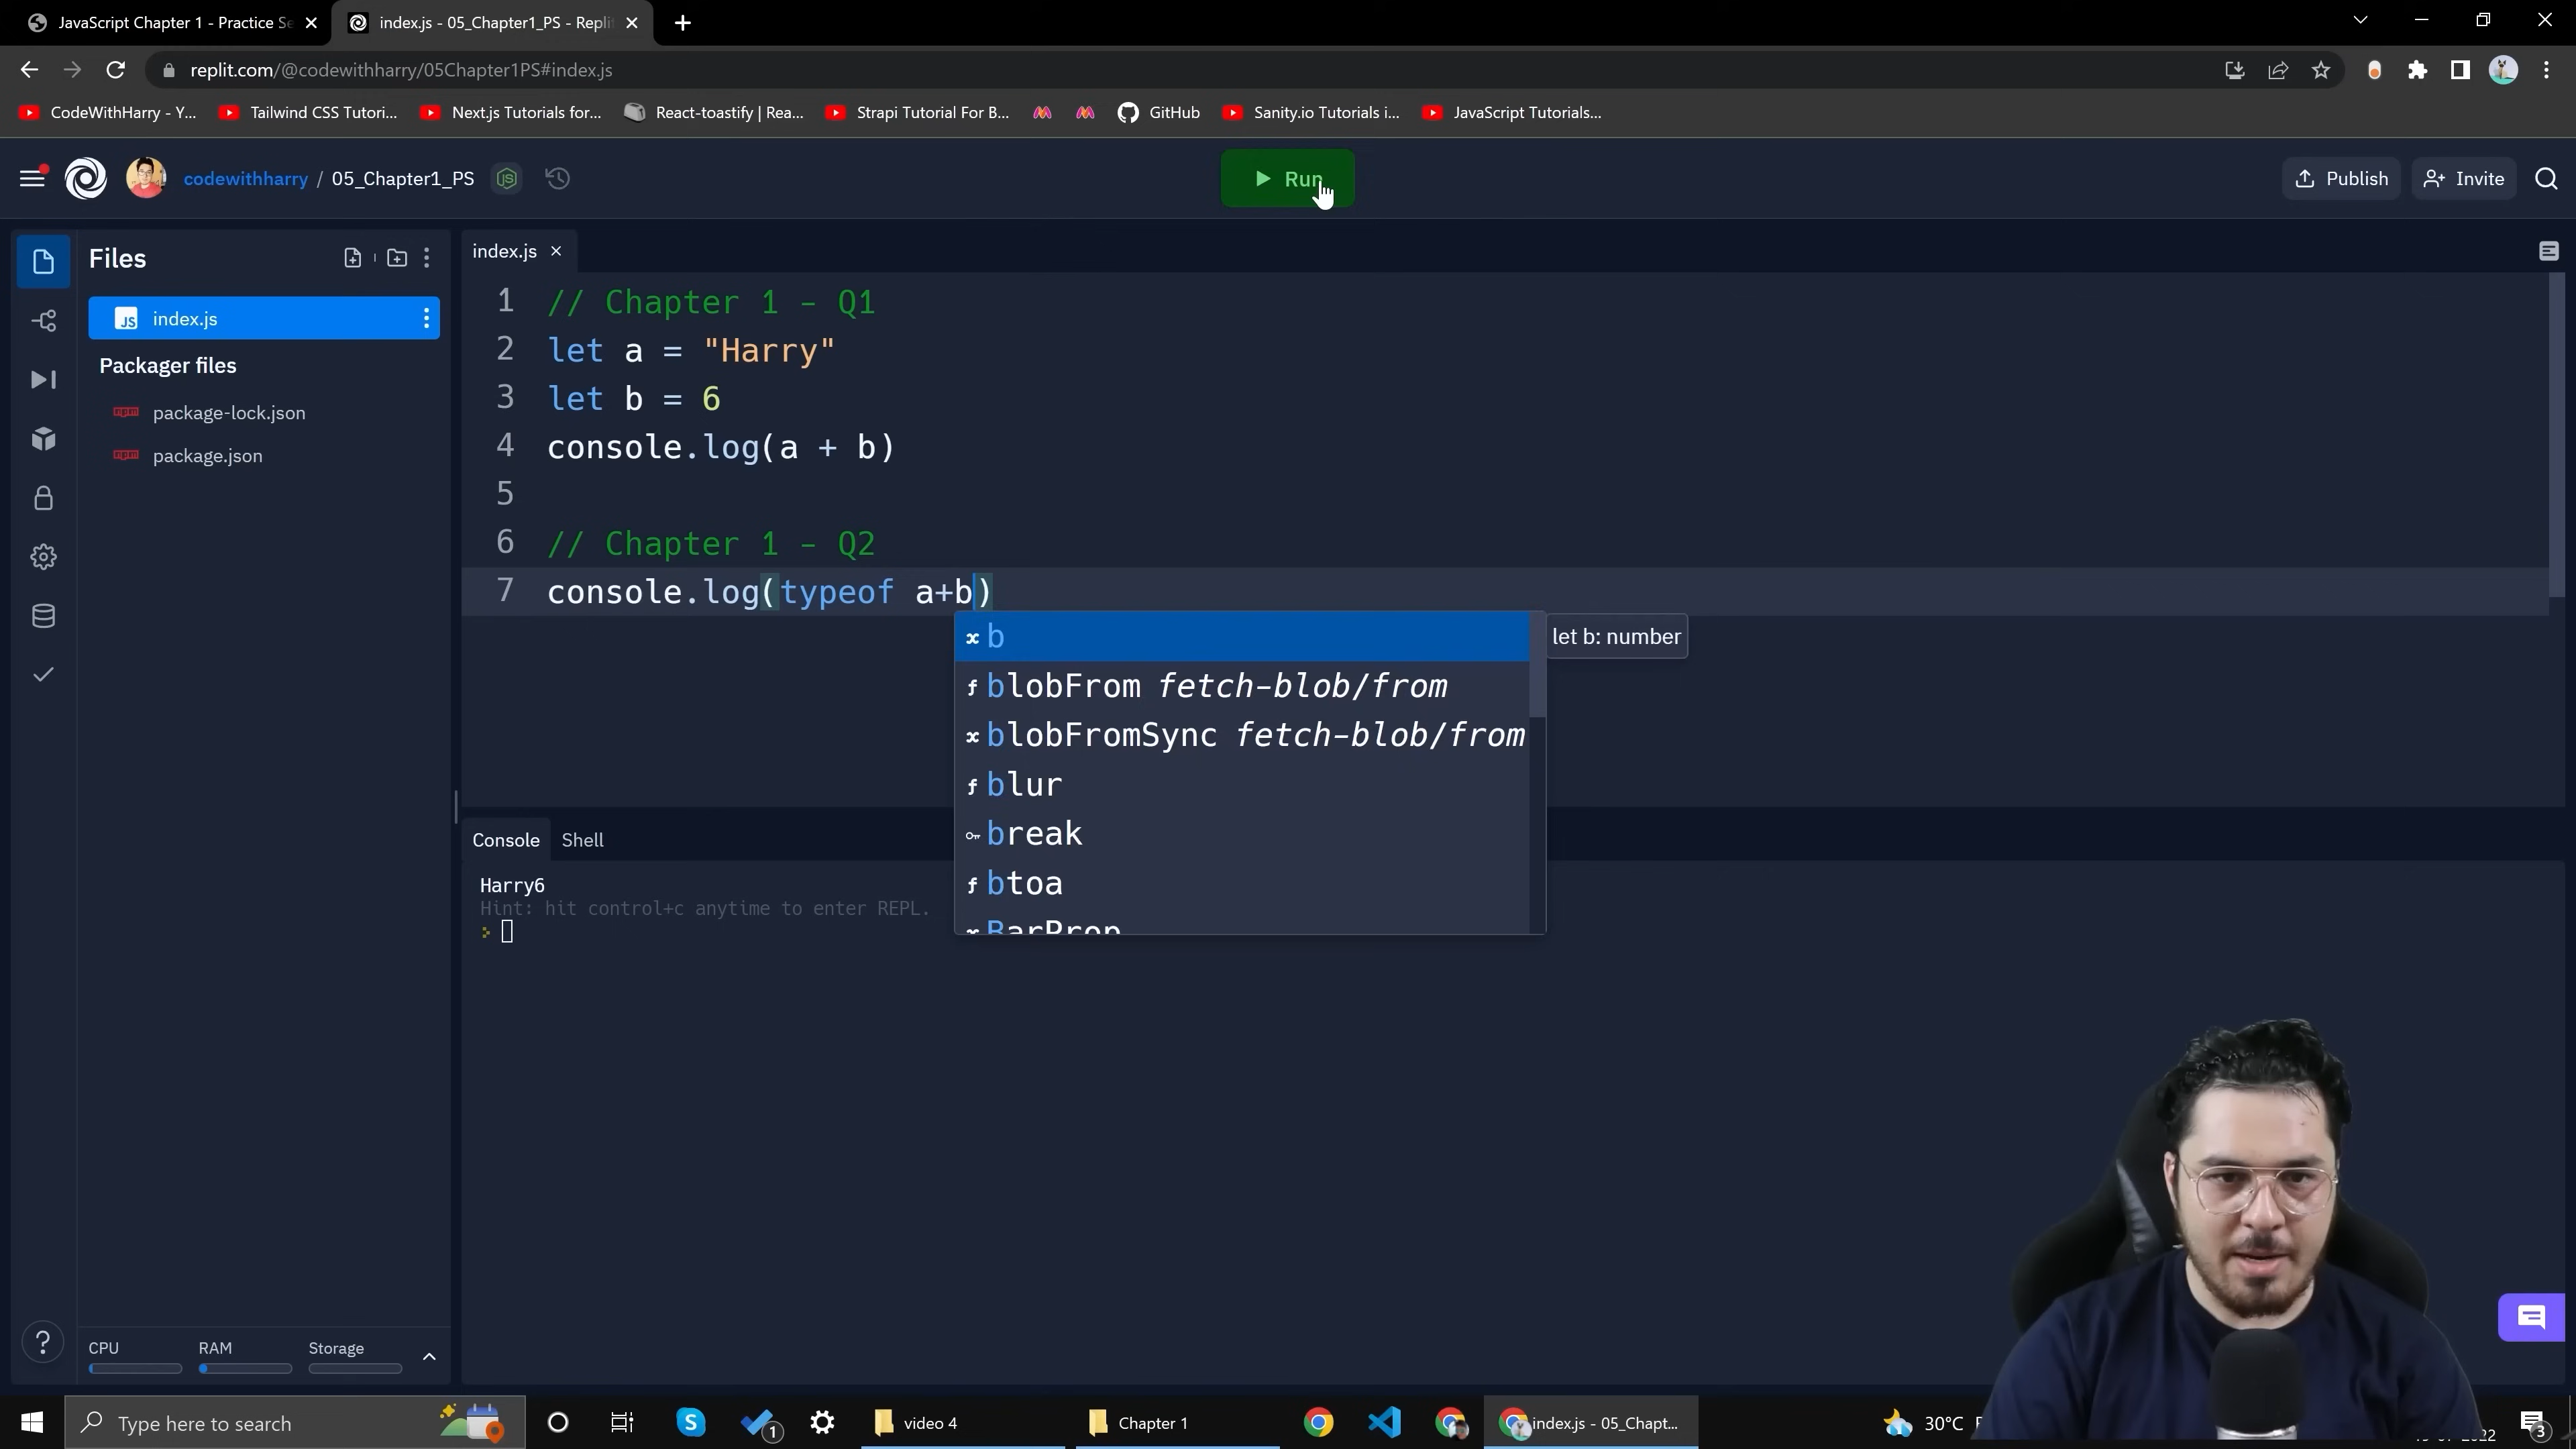 JavaScript Chapter 1 - Practice Se
index.js - 05_Chapter1_PS - Repli
replit.com/@codewithharry/05Chapter1PS#index.js
CodeWithHarry - Y...
Tailwind CSS Tutori...
Next.js Tutorials for...
React-toastify | Rea...
Strapi Tutorial For B...
GitHub
Sanity.io Tutorials i...
JavaScript Tutorials...
codewithharry / 05_Chapter1_PS
Run
Publish
Invite
Files
index.js
Packager files
package-lock.json
package.json
index.js
1 // Chapter 1 - Q1
2 let a = "Harry"
3 let b = 6
4 console.log(a + b)
5
6 // Chapter 1 - Q2
7 console.log(typeof a+b)
b
let b: number
blobFrom fetch-blob/from
blobFromSync fetch-blob/from
blur
break
btoa
BarProp
Console
Shell
Harry6
Hint: hit control+c anytime to enter REPL.
CPU
RAM
Storage
Type here to search
1
video 4
Chapter 1
index.js - 05_Chapt...
30°C
3